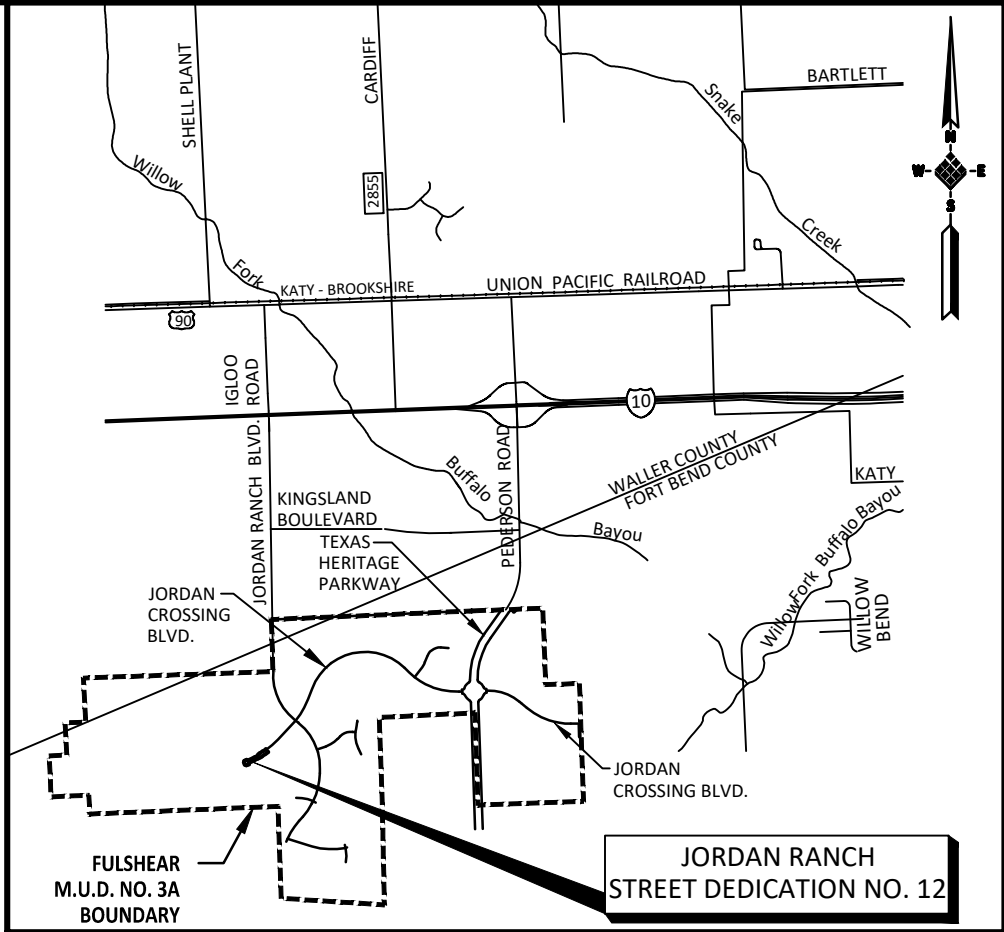 SHELL PLANT
CARDIFF
2855
BARTLETT
Snake
Creek
N
W
E
S
Willow
Fork
KATY - BROOKSHIRE
UNION PACIFIC RAILROAD
90
IGLOO
ROAD
10
JORDAN RANCH BLVD.
PEDERSON ROAD
Buffalo
Bayou
WALLER COUNTY
FORT BEND COUNTY
KATY
KINGSLAND
BOULEVARD
TEXAS
HERITAGE
PARKWAY
Willow Fork Buffalo Bayou
WILLOW
BEND
JORDAN
CROSSING
BLVD.
JORDAN
CROSSING BLVD.
FULSHEAR
M.U.D. NO. 3A
BOUNDARY
JORDAN RANCH
STREET DEDICATION NO. 12